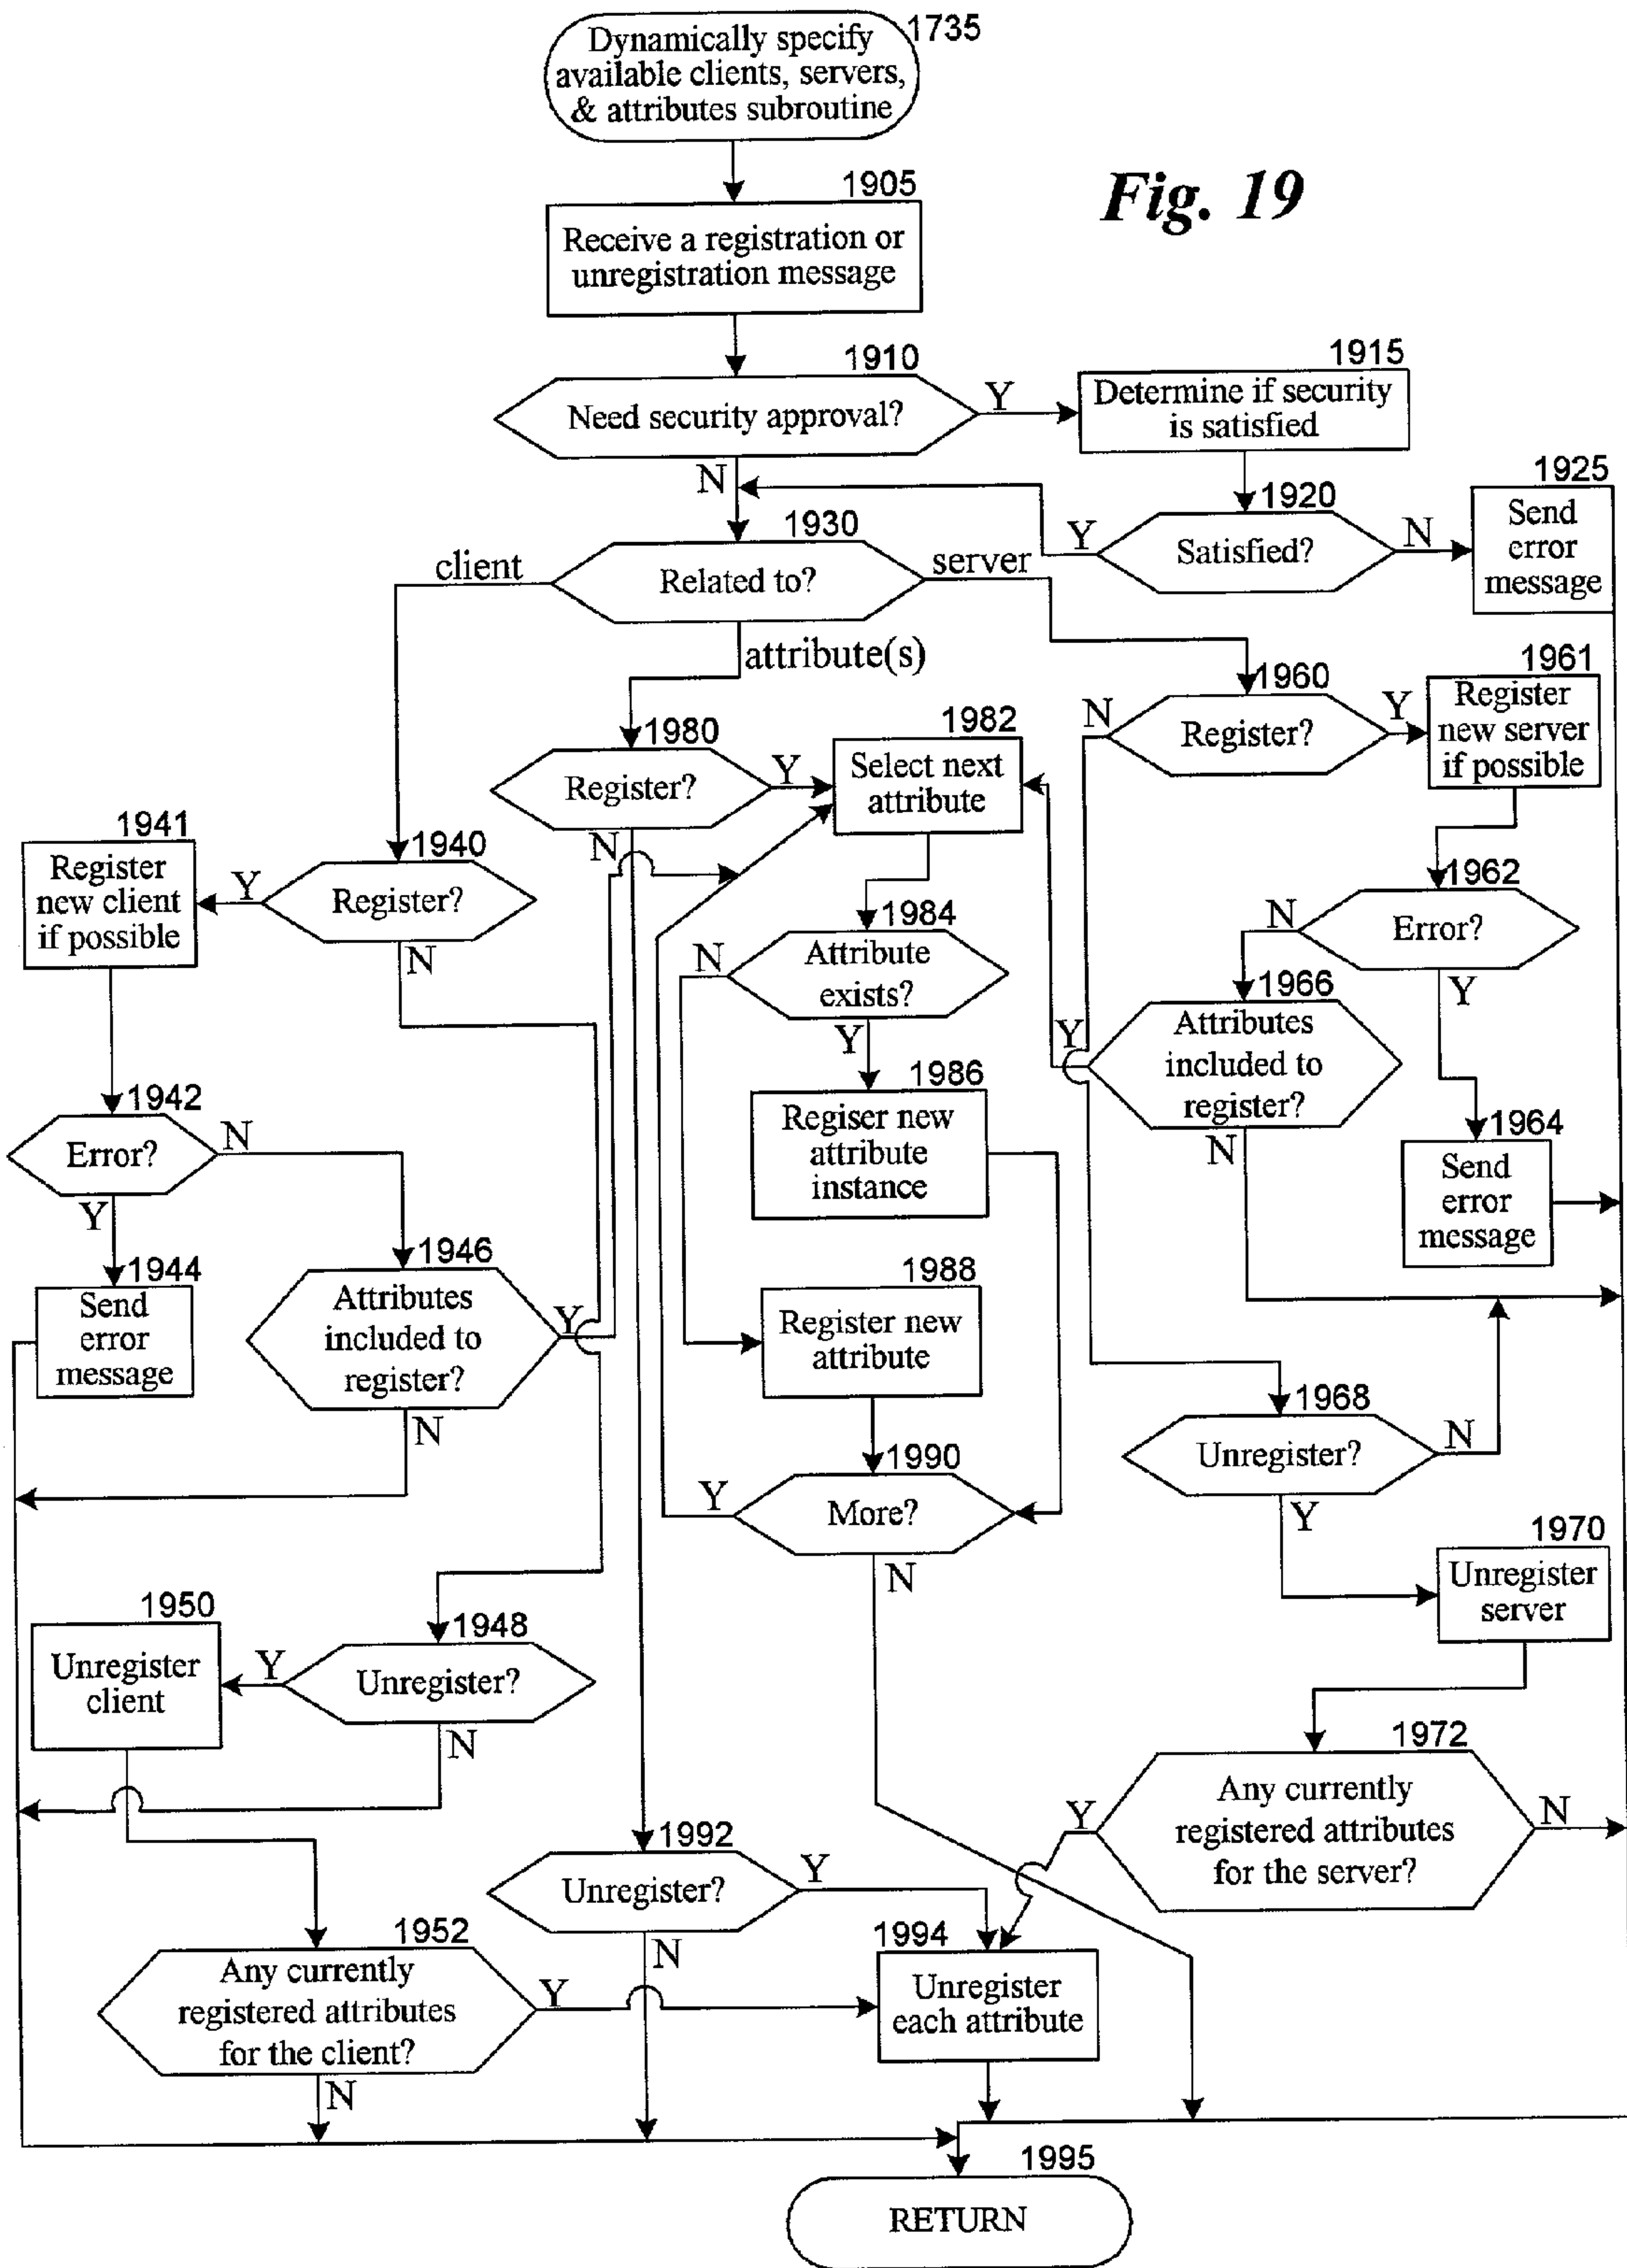 Dynamically specify
available clients, servers,
& attributes subroutine
1735
Fig. 19
1905
Receive a registration or
unregistration message
1910
Need security approval?
Y
N
1915
Determine if security
is satisfied
1920
Satisfied?
Y
N
1925
Send
error
message
1930
Related to?
client
server
attribute(s)
1960
Register?
N
Y
1961
Register
new server
if possible
1980
Register?
Y
N
1982
Select next
attribute
1941
Register
new client
if possible
1940
Register?
Y
N
1962
Error?
N
Y
1984
Attribute
exists?
N
Y
1966
Attributes
included to
register?
Y
N
1986
Regiser new
attribute
instance
1942
Error?
N
Y
1964
Send
error
message
1944
Send
error
message
1946
Attributes
included to
register?
Y
N
1988
Register new
attribute
1968
Unregister?
N
Y
1990
More?
Y
N
1970
Unregister
server
1950
Unregister
client
1948
Unregister?
Y
N
1972
Any currently
registered attributes
for the server?
Y
N
1992
Unregister?
Y
N
1952
Any currently
registered attributes
for the client?
Y
N
1994
Unregister
each attribute
1995
RETURN